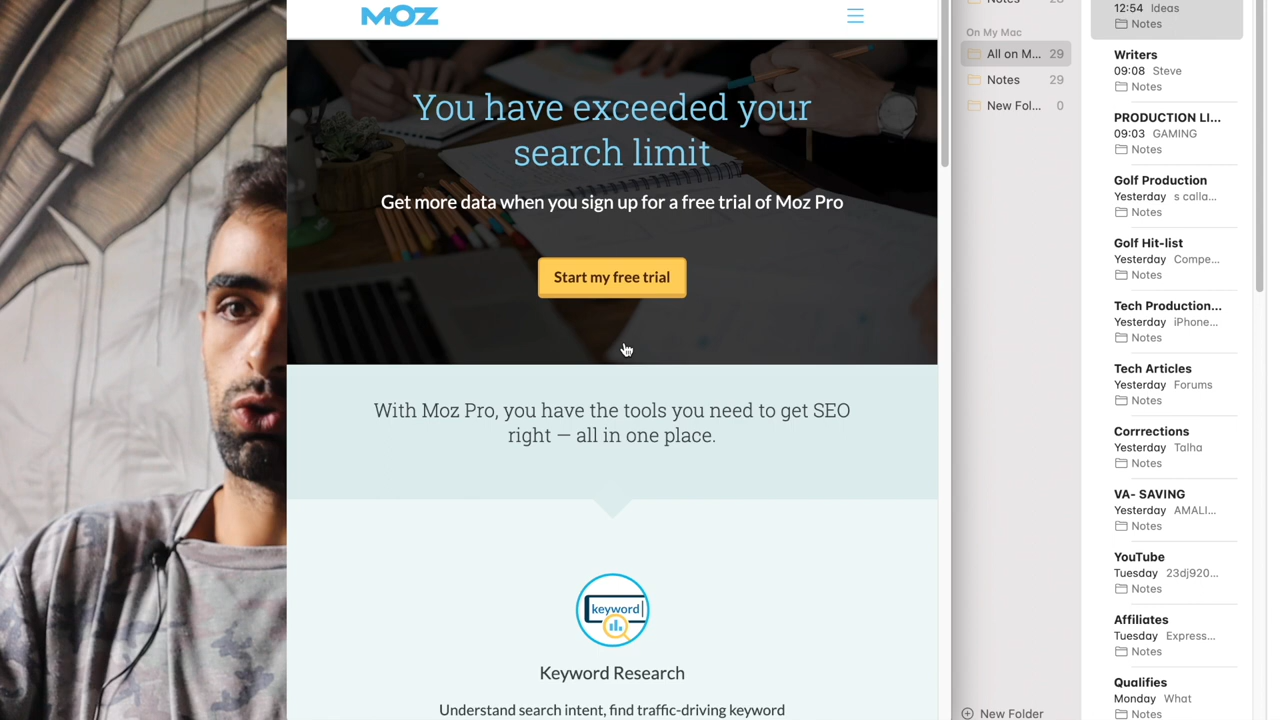 MOZ
You have exceeded your
search limit
Get more data when you sign up for a free trial of Moz Pro
Start my free trial
With Moz Pro, you have the tools you need to get SEO
right — all in one place.
keyword
Keyword Research
Understand search intent, find traffic-driving keyword
On My Mac
All on M... 29
Notes 29
New Fol... 0
New Folder
12:54 Ideas
Notes
Writers
09:08 Steve
Notes
PRODUCTION LI...
09:03 GAMING
Notes
Golf Production
Yesterday s calla...
Notes
Golf Hit-list
Yesterday Compe...
Notes
Tech Production...
Yesterday iPhone...
Notes
Tech Articles
Yesterday Forums
Notes
Corrrections
Yesterday Talha
Notes
VA- SAVING
Yesterday AMALI...
Notes
YouTube
Tuesday 23dj920...
Notes
Affiliates
Tuesday Express...
Notes
Qualifies
Monday What
Notes